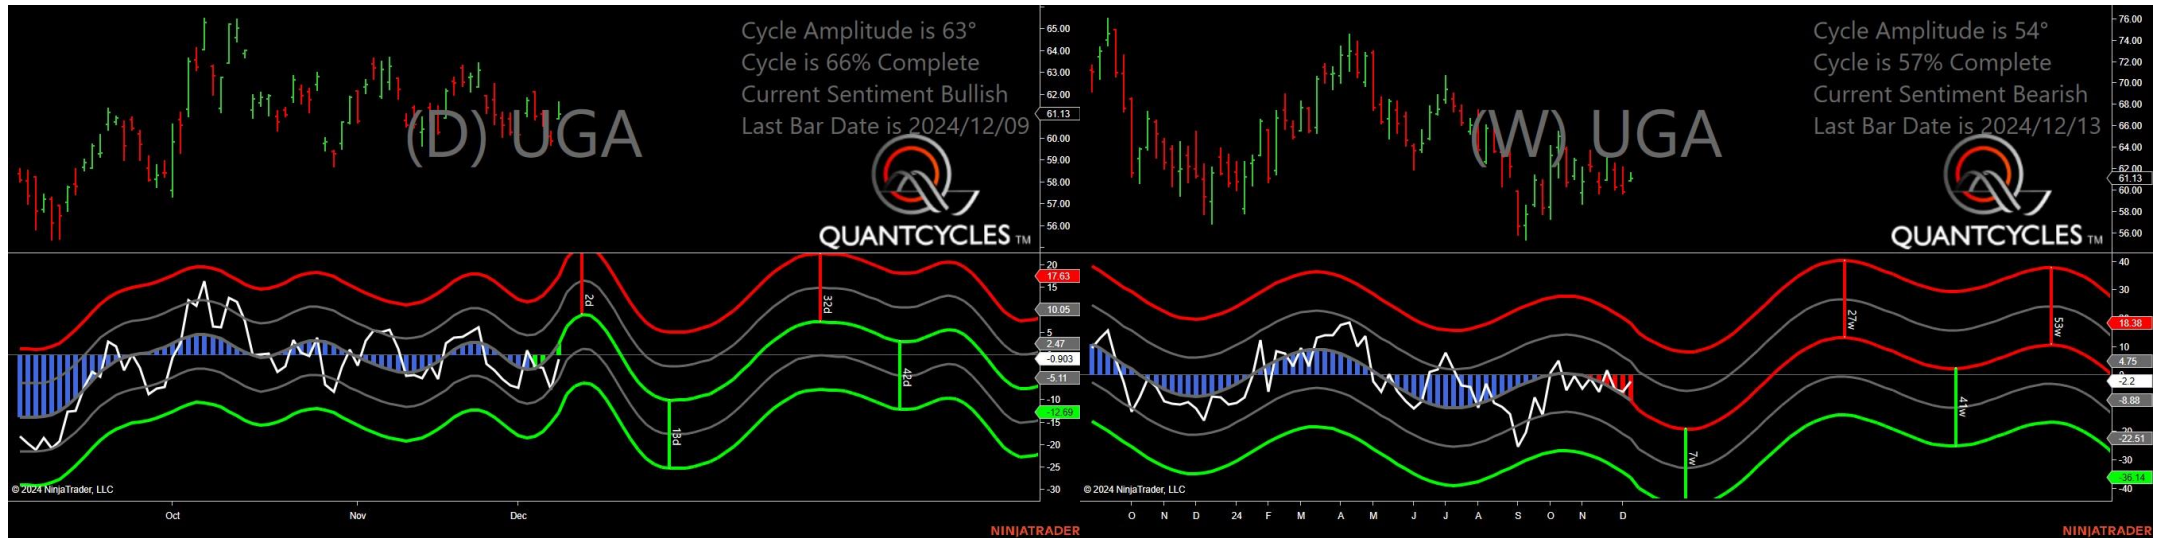 Cycle Amplitude is 63°
Cycle is 66% Complete
Current Sentiment Bullish
Last Bar Date is 2024/12/09
(D) UGA
QUANTCYCLES TM
65.00
64.00
63.00
62.00
61.13
60.00
59.00
58.00
57.00
56.00
20
17.63
15
10.05
5
2.47
-0.903
-5.11
-10
-12.69
-15
-20
-25
-30
2d
13d
32d
42d
© 2024 NinjaTrader, LLC
Oct Nov Dec
NINJATRADER
Cycle Amplitude is 54°
Cycle is 57% Complete
Current Sentiment Bearish
Last Bar Date is 2024/12/13
(W) UGA
QUANTCYCLES TM
76.00
74.00
72.00
70.00
68.00
66.00
64.00
62.00
61.13
60.00
58.00
56.00
40
30
18.38
10
4.75
0
-2.2
-8.88
-22.51
-30
-36.14
-40
7w
27w
41w
53w
© 2024 NinjaTrader, LLC
O N D 24 F M A M J J A S O N D
NINJATRADER